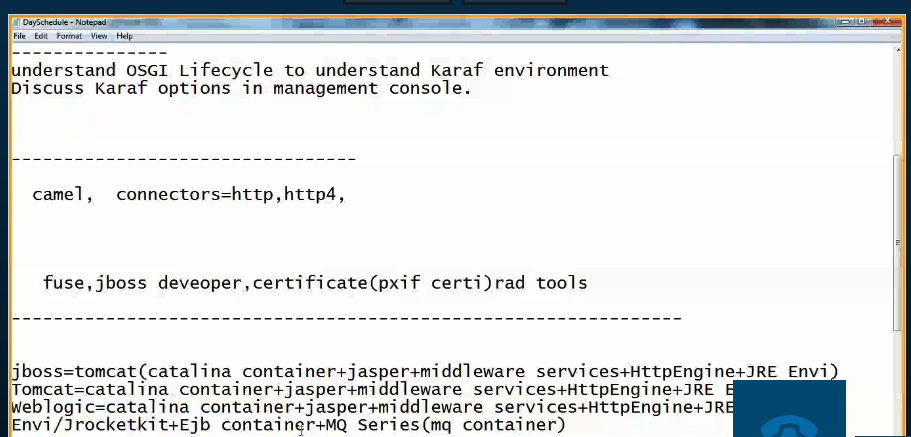 DaySchedule - Notepad
File Edit Format View Help
---------------
understand OSGI Lifecycle to understand Karaf environment
Discuss Karaf options in management console.
---------------------------------
camel, connectors=http,http4,
fuse,jboss deveoper,certificate(pxif certi)rad tools
----------------------------------------------------------------
jboss=tomcat(catalina container+jasper+middleware services+HttpEngine+JRE Envi)
Tomcat=catalina container+jasper+middleware services+HttpEngine+JRE E
Weblogic=catalina container+jasper+middleware services+HttpEngine+JRE
Envi/Jrocketkit+Ejb container+MQ Series(mq container)